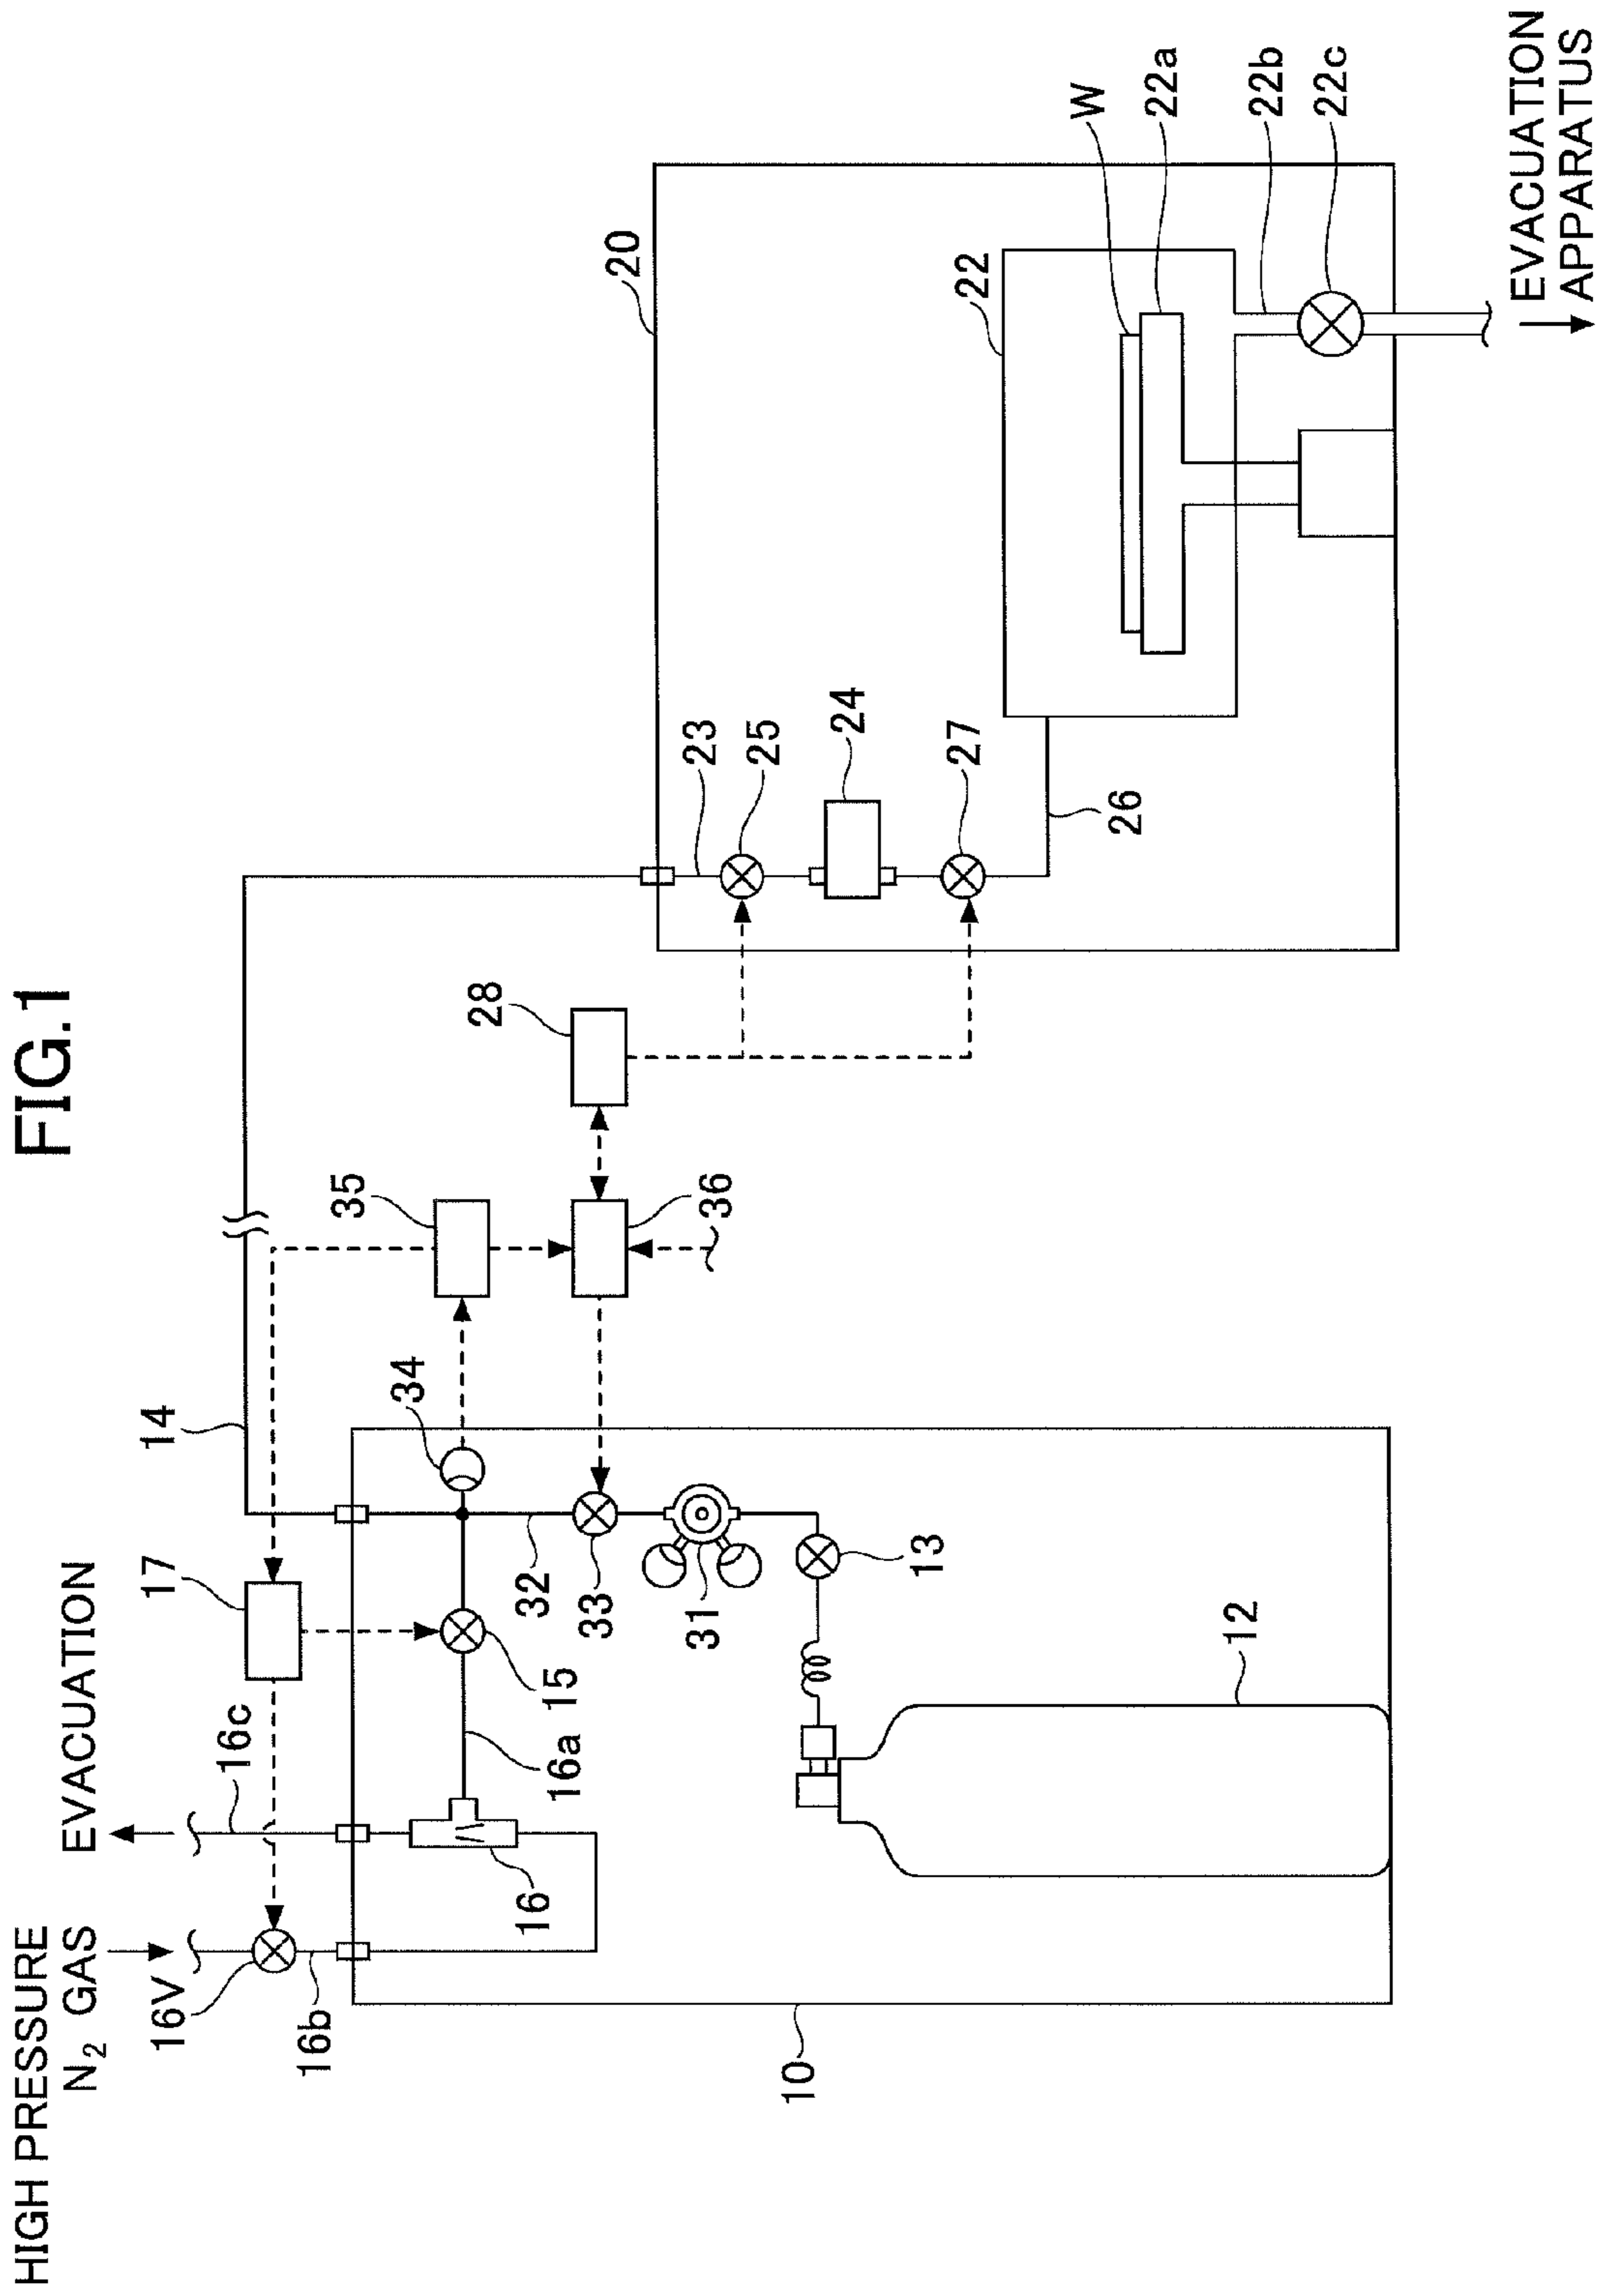 FIG.1
HIGH PRESSURE
N2 GAS
EVACUATION
16V
16b
16c
17
14
35
34
28
36
16
16a
15
32
33
31
13
12
10
20
23
25
24
27
26
22
W
22a
22b
22c
EVACUATION
APPARATUS